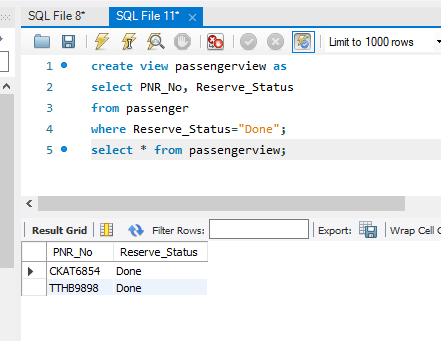 SQL File 8* SQL File 11* ×
Limit to 1000 rows
1 create view passengerview as
2 select PNR_No, Reserve_Status
3 from passenger
4 where Reserve_Status="Done";
5 select * from passengerview;
Result Grid Filter Rows: Export: Wrap Cell C
PNR_No Reserve_Status
CKAT6854 Done
TTHB9898 Done